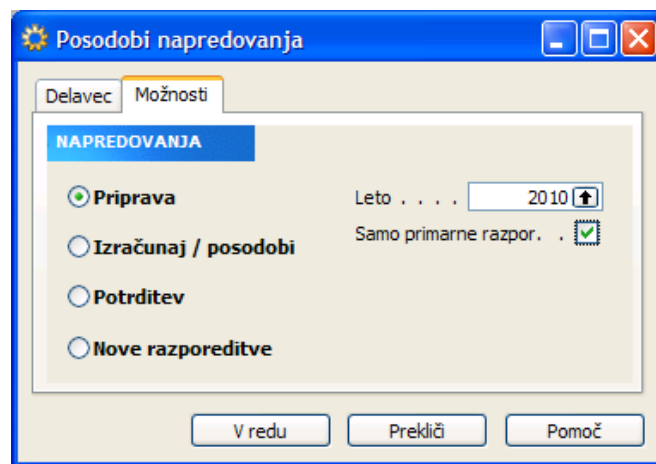 Posodobi napredovanja
Delavec Možnosti
NAPREDOVANJA
Priprava
Leto . . . . 2010
Izračunaj / posodobi
Samo primarne razpor. .
Potrditev
Nove razporeditve
V redu Prekliči Pomoč